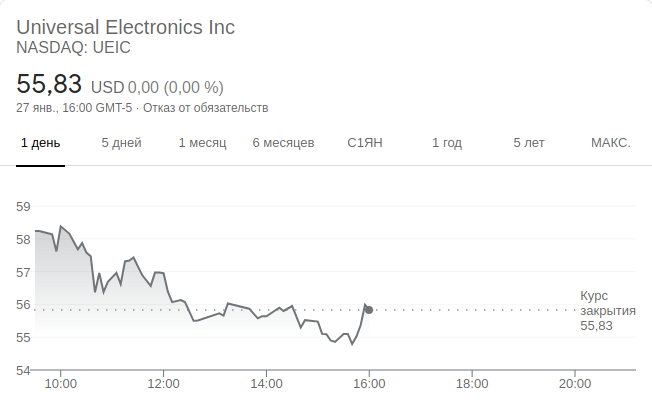 Universal Electronics Inc
NASDAQ: UEIC
55,83 USD 0,00 (0,00 %)
27 янв., 16:00 GMT-5 · Отказ от обязательств
1 день 5 дней 1 месяц 6 месяцев С1ЯН 1 год 5 лет МАКС.
59
58
57
56
55
54
Курс
закрытия
55,83
10:00 12:00 14:00 16:00 18:00 20:00